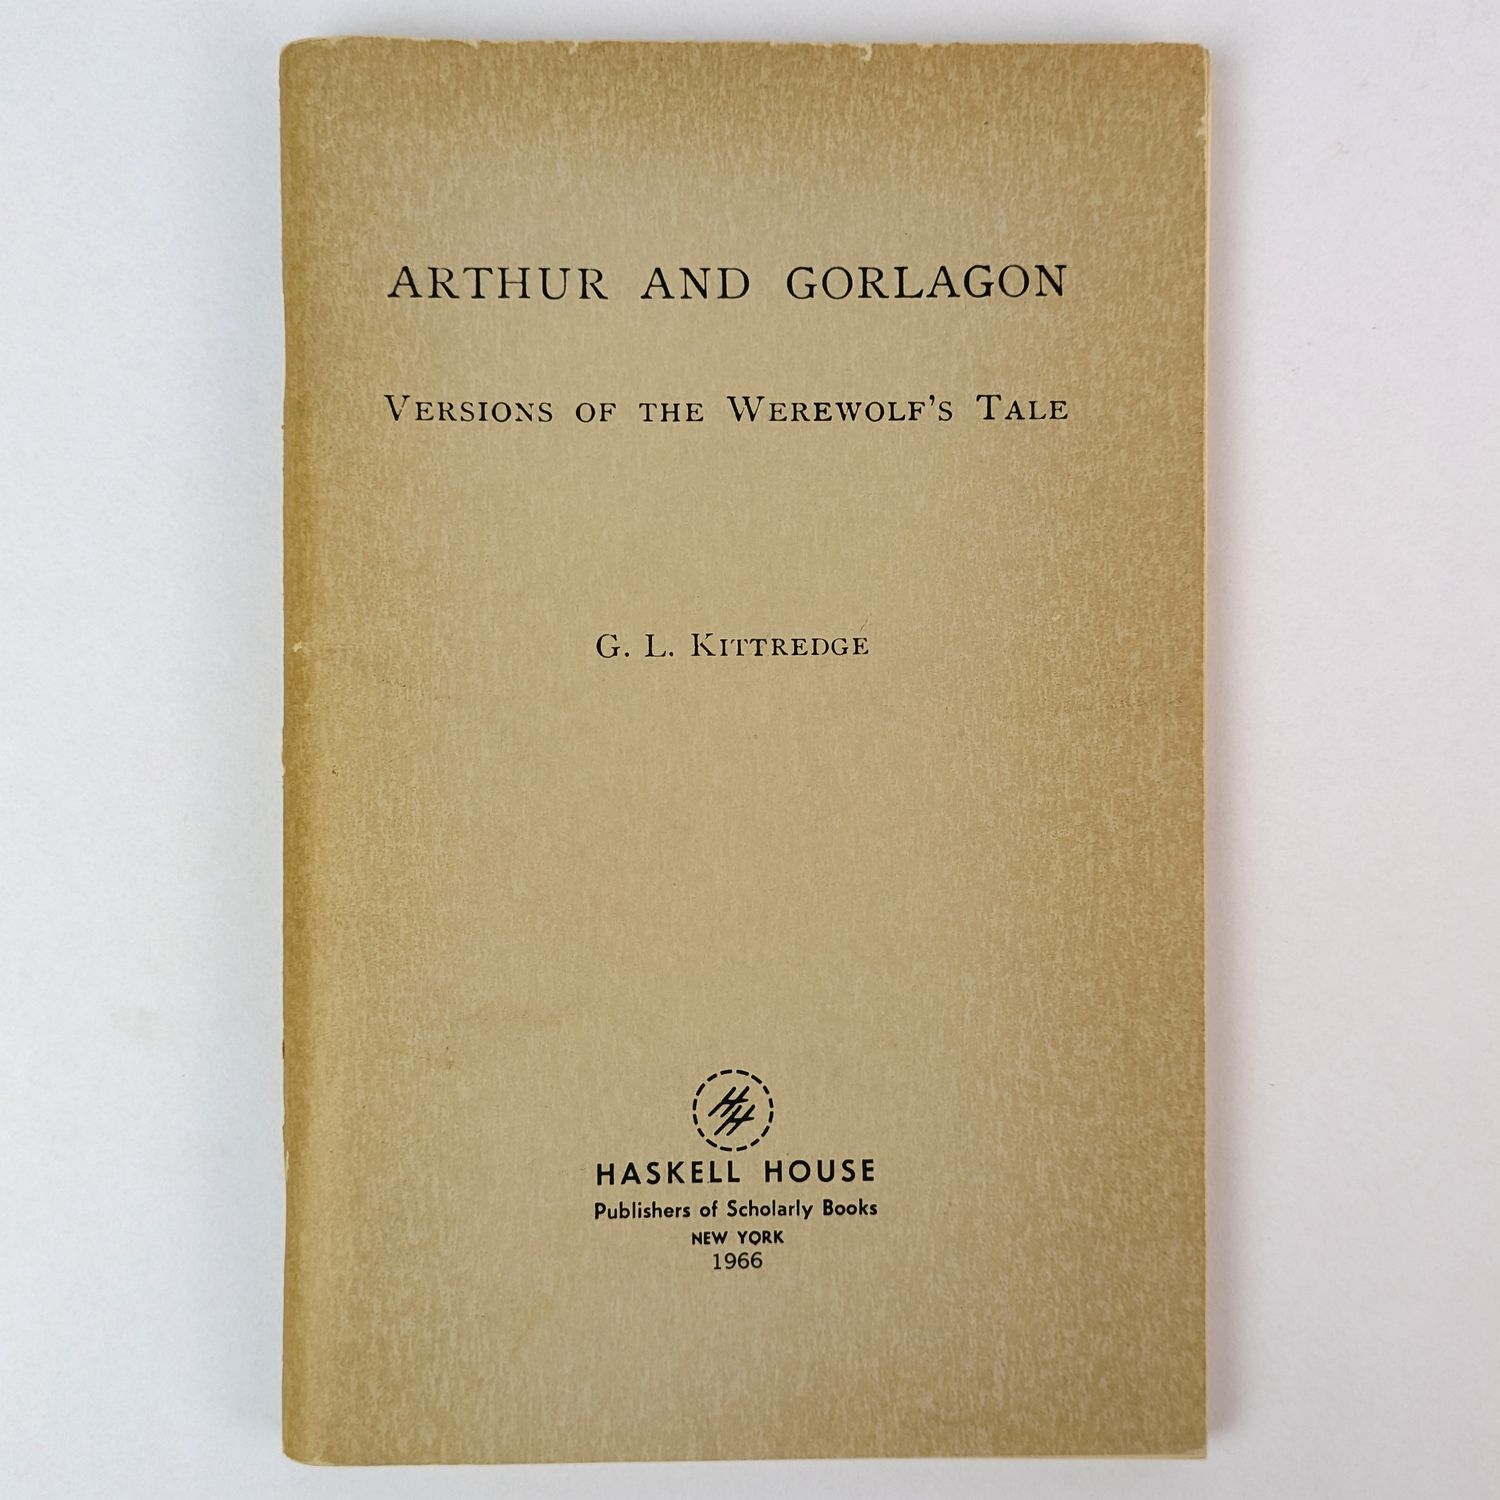 ARTHUR AND GORLAGON
VERSIONS OF THE WEREWOLF'S TALE
G. L. KITTREDGE
HH
HASKELL HOUSE
Publishers of Scholarly Books
NEW YORK
1966